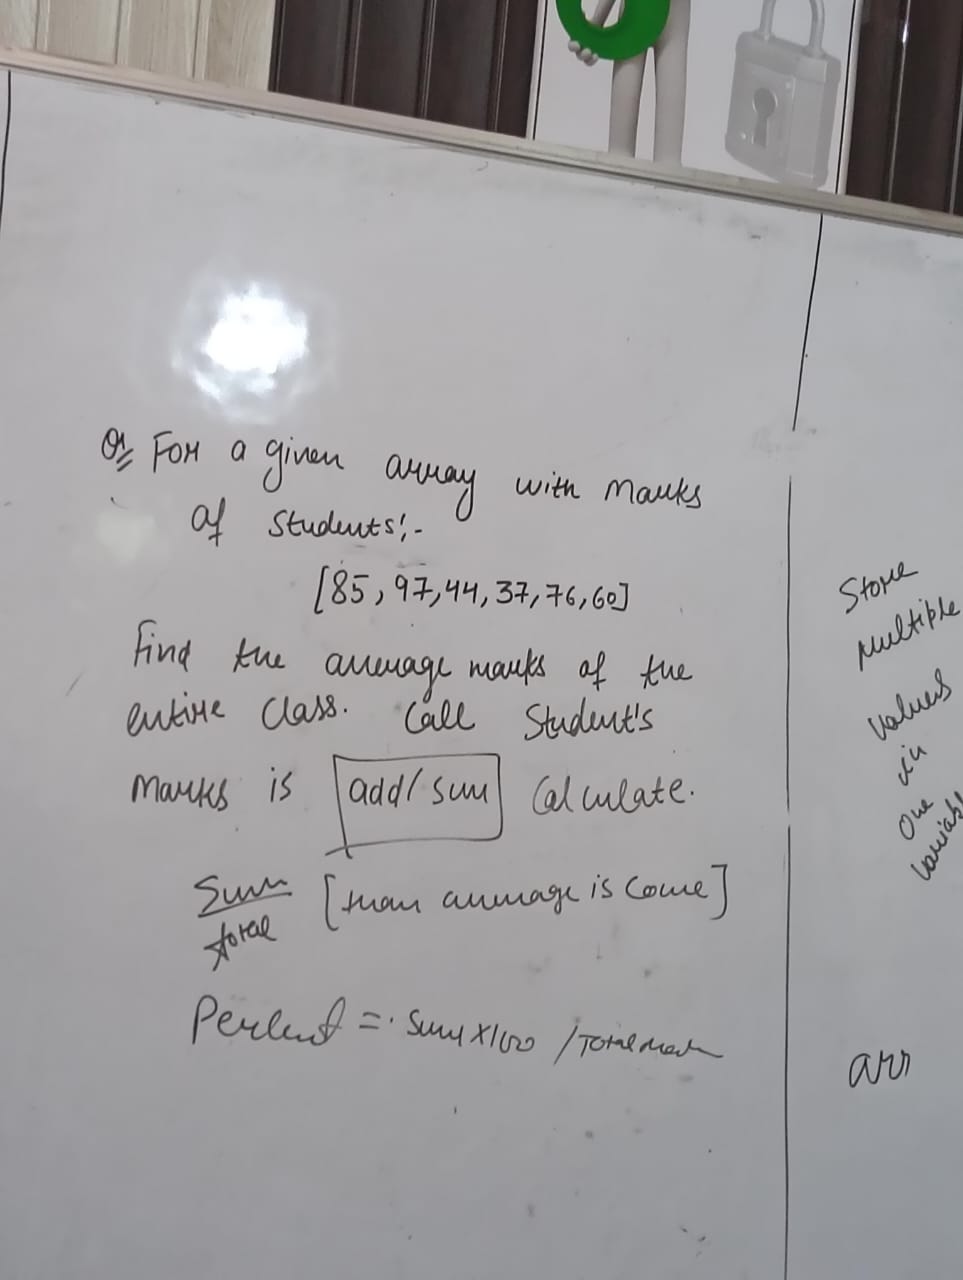 Q1 For a given array with Marks
of Students:-
[85, 97, 44, 37, 76, 60]
Find the average marks of the
entire Class. Call Student's
Marks is add/sum Calculate.
Sum
total
[than average is come]
Percent = Sum X100 / Total mark
Store
Multiple
values
in
One
variable
arr